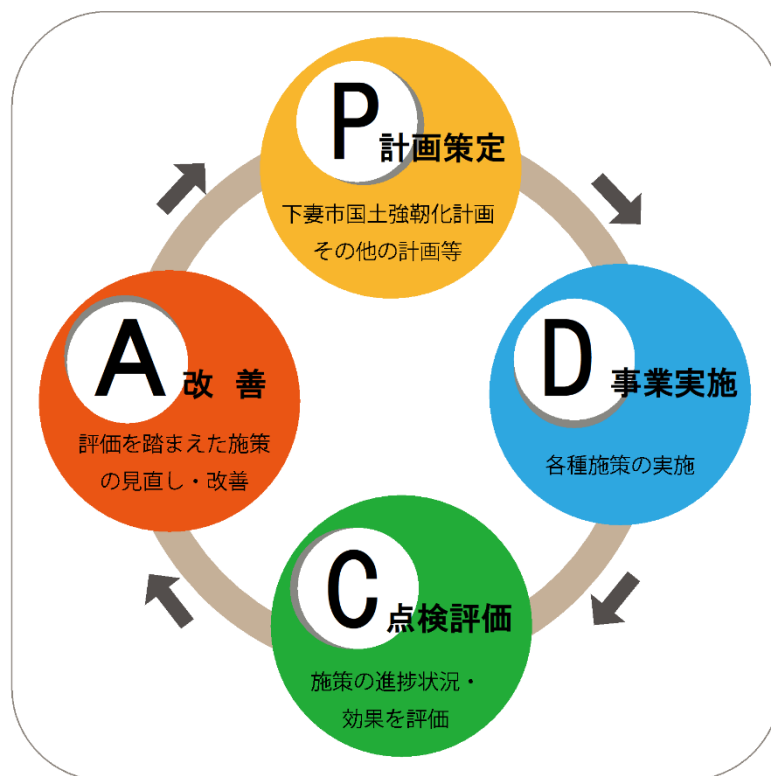 P 計画策定
下妻市国土強靭化計画
その他の計画等
D 事業実施
各種施策の実施
C 点検評価
施策の進捗状況・
効果を評価
A 改 善
評価を踏まえた施策
の見直し・改善